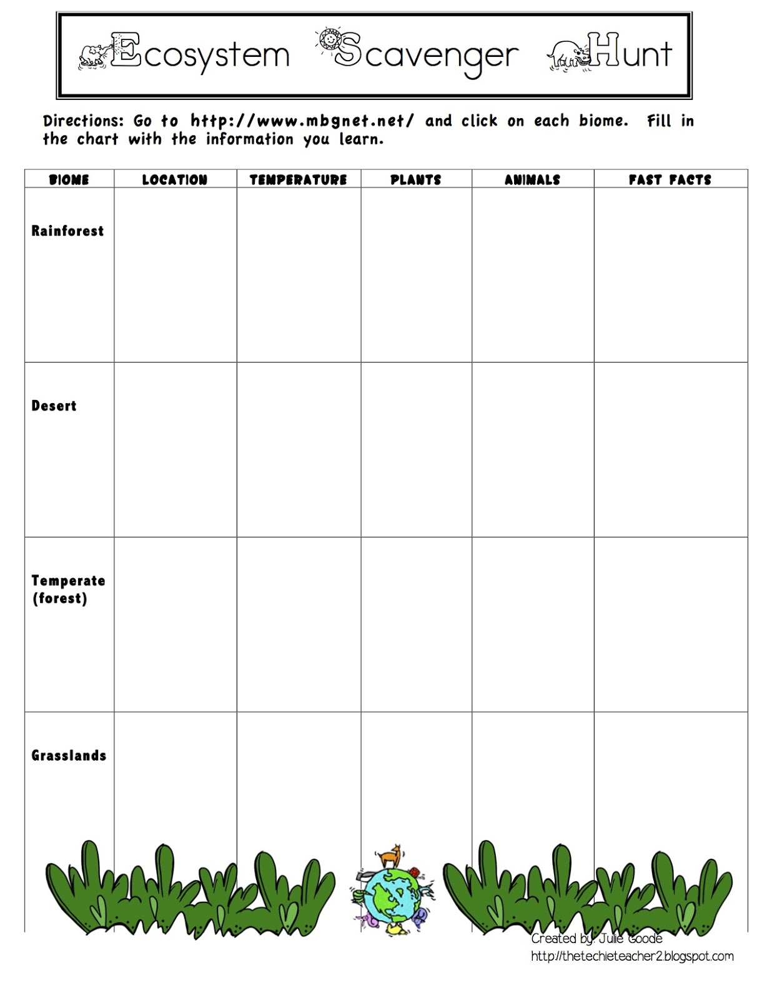 Ecosystem Scavenger Hunt
Directions: Go to http://www.mbgnet.net/ and click on each biome. Fill in
the chart with the information you learn.
BIOME LOCATION TEMPERATURE PLANTS ANIMALS FAST FACTS
Rainforest
Desert
Temperate
(forest)
Grasslands
Created by: Julie Goode
http://thetechieteacher2.blogspot.com